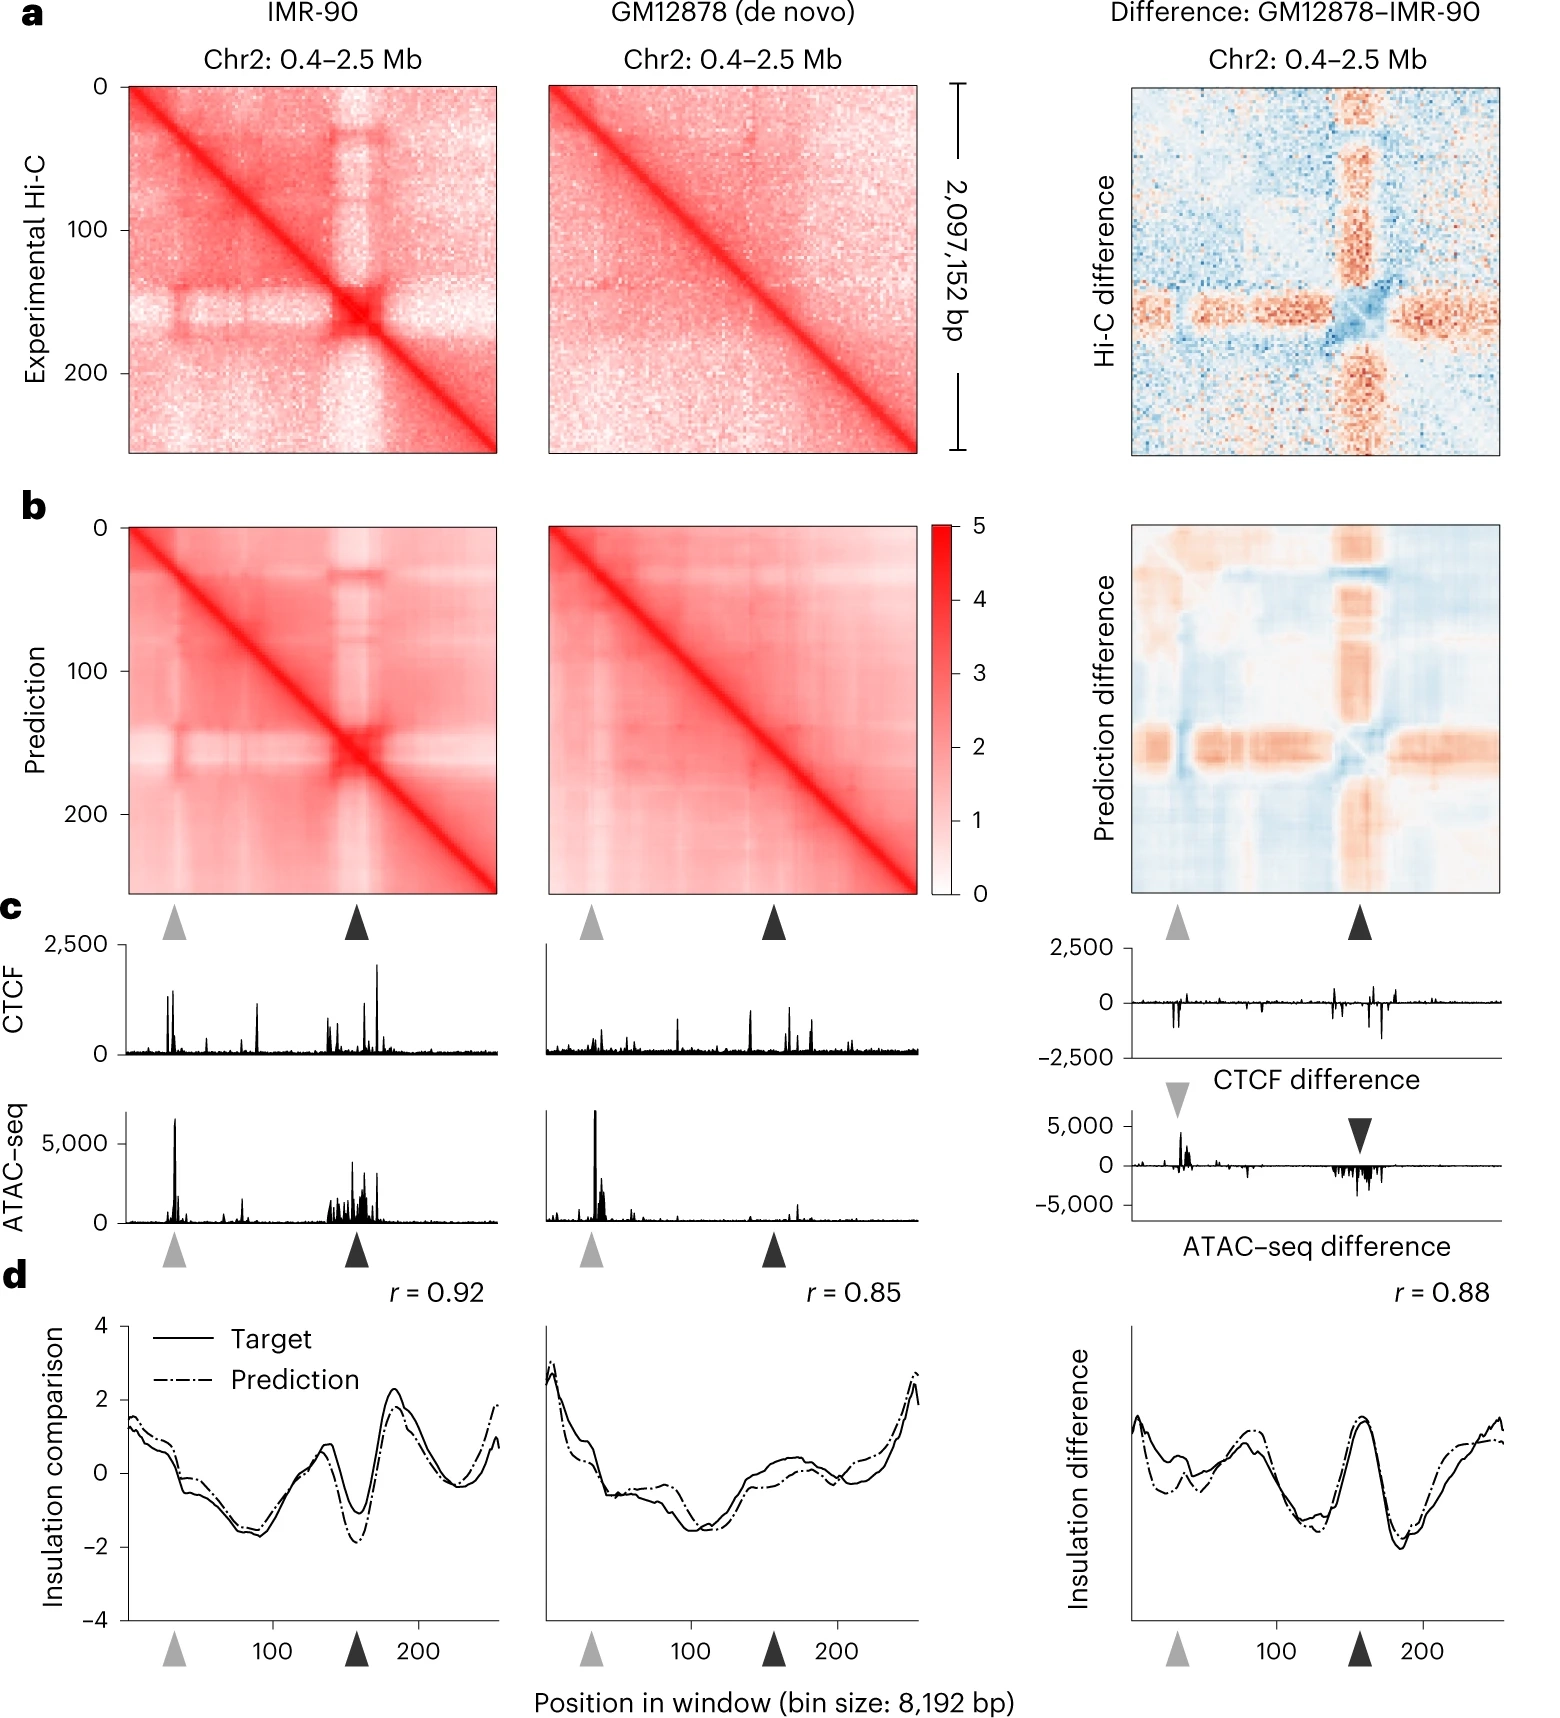 a
IMR-90
GM12878 (de novo)
Difference: GM12878–IMR-90
Chr2: 0.4–2.5 Mb
Chr2: 0.4–2.5 Mb
Chr2: 0.4–2.5 Mb
Experimental Hi-C
0
100
200
2,097,152 bp
Hi-C difference
b
Prediction
0
100
200
5
4
3
2
1
0
Prediction difference
c
CTCF
2,500
0
2,500
0
–2,500
CTCF difference
ATAC–seq
5,000
0
5,000
0
–5,000
ATAC–seq difference
d
r = 0.92
r = 0.85
r = 0.88
Insulation comparison
4
2
0
–2
–4
Target
Prediction
Insulation difference
100
200
100
200
100
200
Position in window (bin size: 8,192 bp)